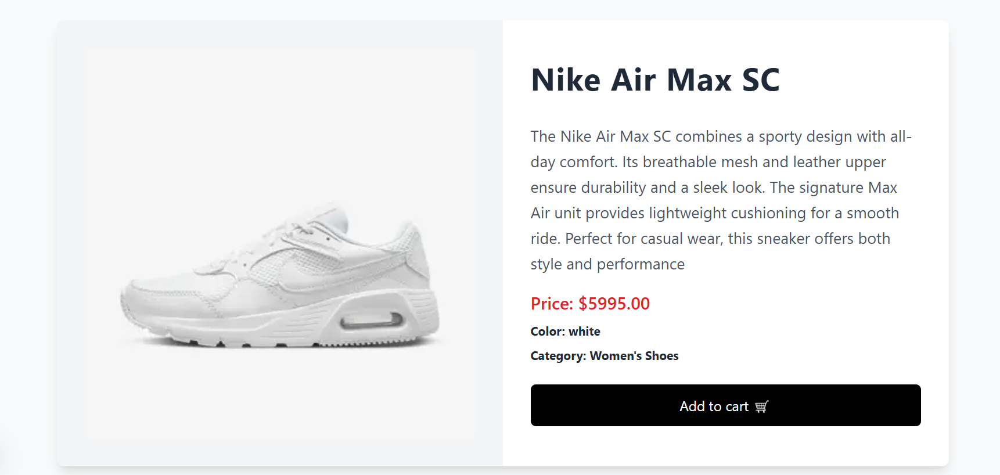 Nike Air Max SC
The Nike Air Max SC combines a sporty design with all-
day comfort. Its breathable mesh and leather upper
ensure durability and a sleek look. The signature Max
Air unit provides lightweight cushioning for a smooth
ride. Perfect for casual wear, this sneaker offers both
style and performance
Price: $5995.00
Color: white
Category: Women's Shoes
Add to cart 🛒